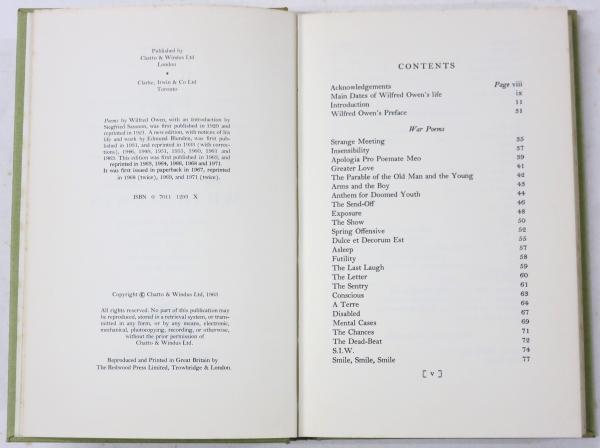 Published by
Chatto & Windus Ltd
London
*
Clarke, Irwin & Co Ltd
Toronto
Poems by Wilfred Owen, with an introduction by
Siegfried Sassoon, was first published in 1920 and
reprinted in 1921. A new edition, with notices of his
life and work by Edmund Blunden, was first pub-
lished in 1931, and reprinted in 1933 (with correc-
tions), 1946, 1949, 1951, 1955, 1960, 1961 and
1963. This edition was first published in 1963, and
reprinted in 1963, 1964, 1966, 1968 and 1971.
It was first issued in paperback in 1967, reprinted
in 1968 (twice), 1969, and 1971 (twice).
ISBN 0 7011 1293 X
Copyright © Chatto & Windus Ltd, 1963
All rights reserved. No part of this publication may
be reproduced, stored in a retrieval system, or trans-
mitted in any form, or by any means, electronic,
mechanical, photocopying, recording, or otherwise,
without the prior permission of
Chatto & Windus Ltd.
Reproduced and Printed in Great Britain by
The Redwood Press Limited, Trowbridge & London.
CONTENTS
Acknowledgements Page viii
Main Dates of Wilfred Owen's life ix
Introduction 11
Wilfred Owen's Preface 31
War Poems
Strange Meeting 35
Insensibility 37
Apologia Pro Poemate Meo 39
Greater Love 41
The Parable of the Old Man and the Young 42
Arms and the Boy 43
Anthem for Doomed Youth 44
The Send-Off 46
Exposure 48
The Show 50
Spring Offensive 52
Dulce et Decorum Est 55
Asleep 57
Futility 58
The Last Laugh 59
The Letter 60
The Sentry 61
Conscious 63
A Terre 64
Disabled 67
Mental Cases 69
The Chances 71
The Dead-Beat 72
S.I.W. 74
Smile, Smile, Smile 77
[ v ]